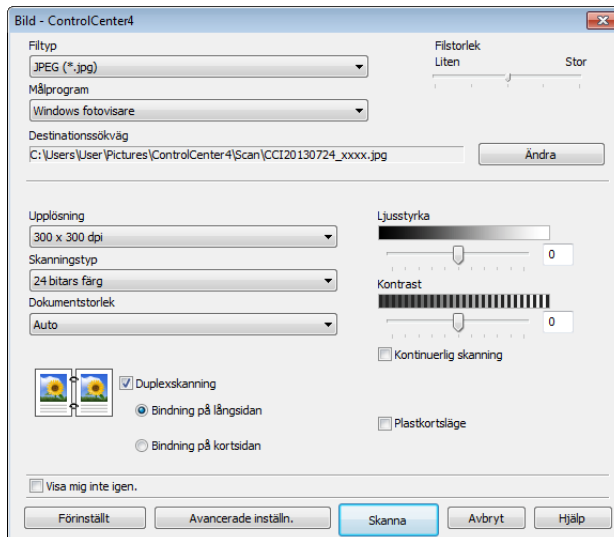 Bild - ControlCenter4
Filtyp
JPEG (*.jpg)
Målprogram
Windows fotovisare
Filstorlek
Liten Stor
Destinationssökväg
C:\Users\User\Pictures\ControlCenter4\Scan\CCI20130724_xxxx.jpg
Ändra
Upplösning
300 x 300 dpi
Skanningstyp
24 bitars färg
Dokumentstorlek
Auto
Ljusstyrka
0
Kontrast
0
Kontinuerlig skanning
Duplexskanning
Bindning på långsidan
Bindning på kortsidan
Plastkortsläge
Visa mig inte igen.
Förinställt Avancerade inställn. Skanna Avbryt Hjälp